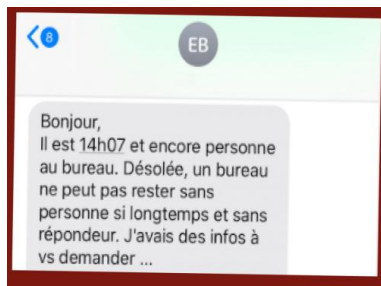 8
EB
Bonjour,
Il est 14h07 et encore personne
au bureau. Désolée, un bureau
ne peut pas rester sans
personne si longtemps et sans
répondeur. J'avais des infos à
vs demander ...